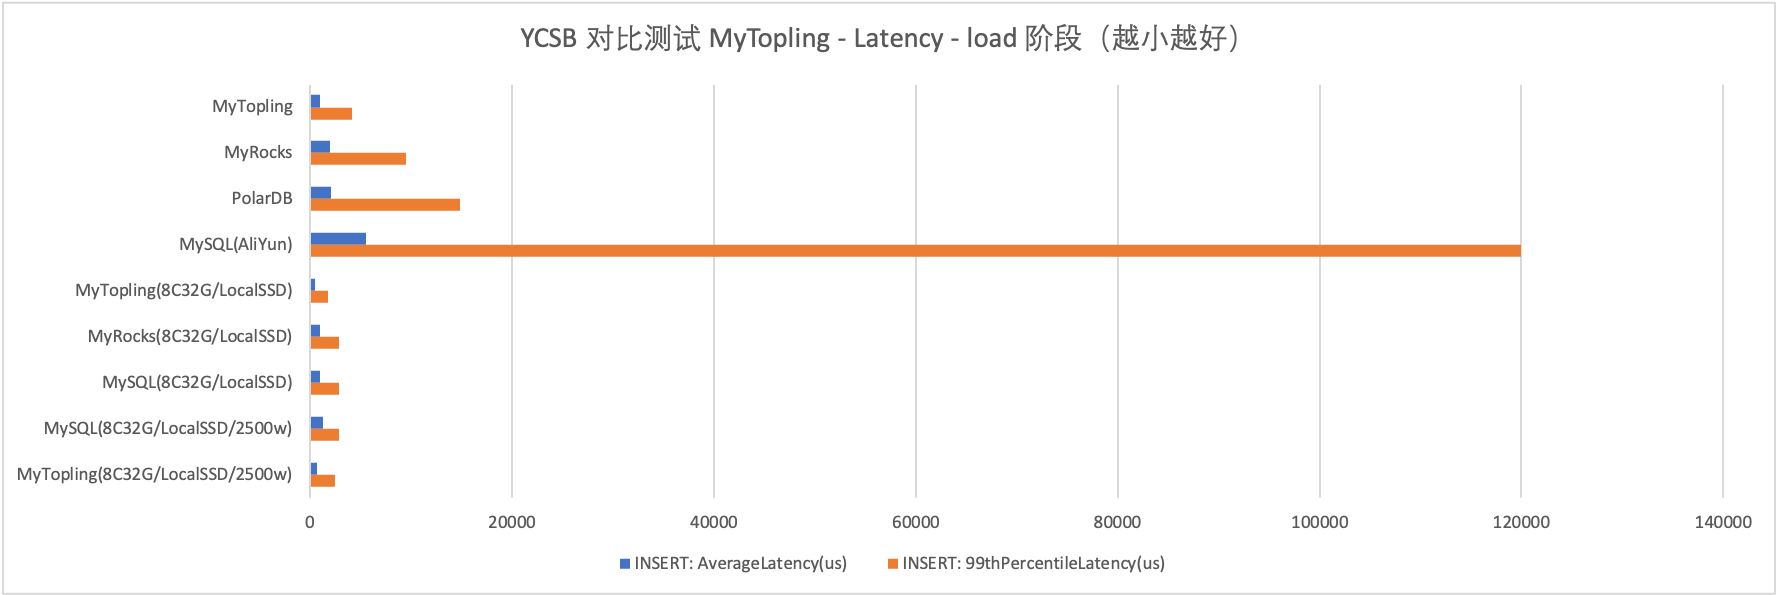 YCSB 对比测试 MyTopling - Latency - load 阶段（越小越好）
MyTopling
MyRocks
PolarDB
MySQL(AliYun)
MyTopling(8C32G/LocalSSD)
MyRocks(8C32G/LocalSSD)
MySQL(8C32G/LocalSSD)
MySQL(8C32G/LocalSSD/2500w)
MyTopling(8C32G/LocalSSD/2500w)
0 20000 40000 60000 80000 100000 120000 140000
INSERT: AverageLatency(us) INSERT: 99thPercentileLatency(us)